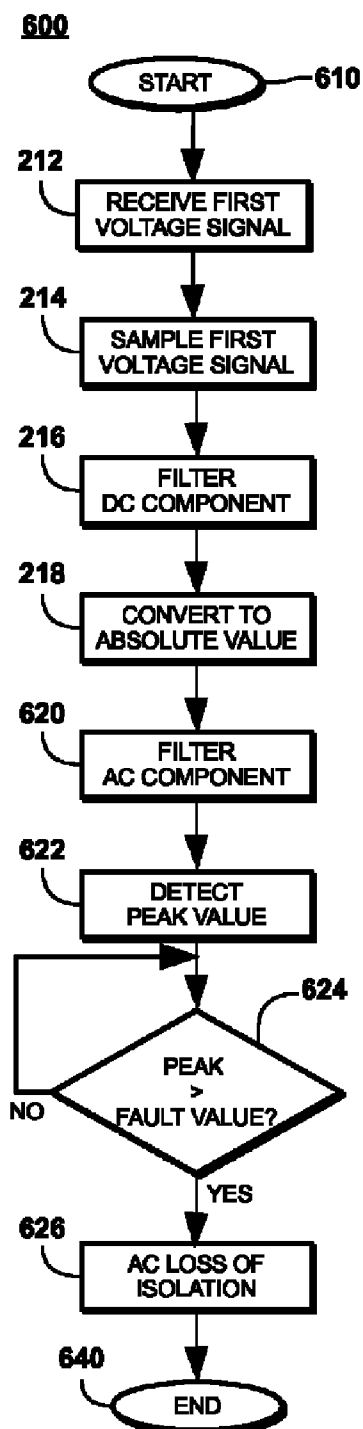 600
START
610
212
RECEIVE FIRST
VOLTAGE SIGNAL
214
SAMPLE FIRST
VOLTAGE SIGNAL
216
FILTER
DC COMPONENT
218
CONVERT TO
ABSOLUTE VALUE
620
FILTER
AC COMPONENT
622
DETECT
PEAK VALUE
624
PEAK
>
FAULT VALUE?
NO
YES
626
AC LOSS OF
ISOLATION
640
END